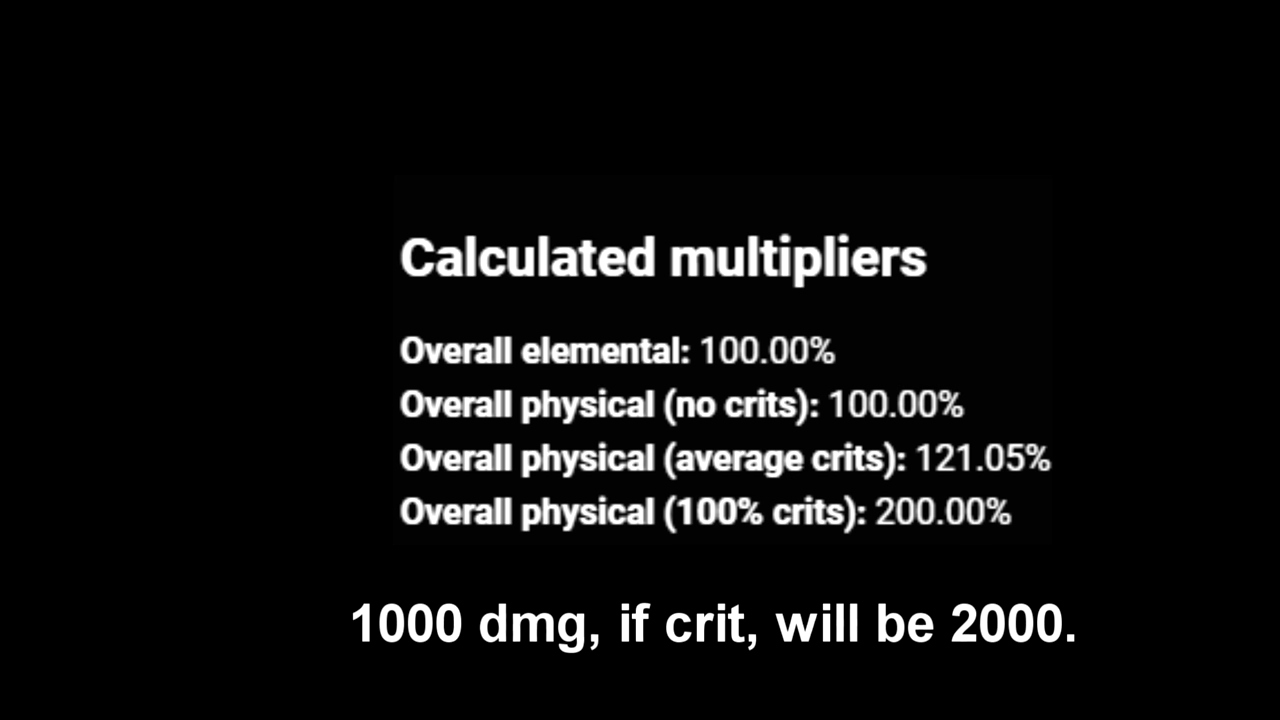 Calculated multipliers
Overall elemental: 100.00%
Overall physical (no crits): 100.00%
Overall physical (average crits): 121.05%
Overall physical (100% crits): 200.00%
1000 dmg, if crit, will be 2000.